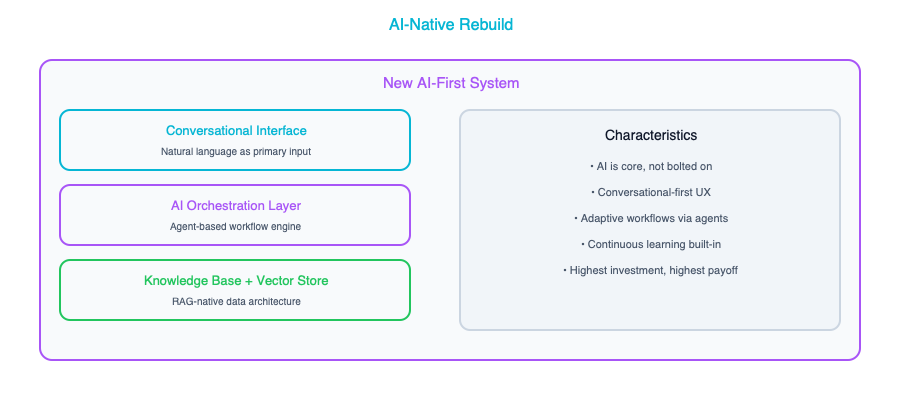 AI-Native Rebuild
New AI-First System
Conversational Interface
Natural language as primary input
AI Orchestration Layer
Agent-based workflow engine
Knowledge Base + Vector Store
RAG-native data architecture
Characteristics
• AI is core, not bolted on
• Conversational-first UX
• Adaptive workflows via agents
• Continuous learning built-in
• Highest investment, highest payoff